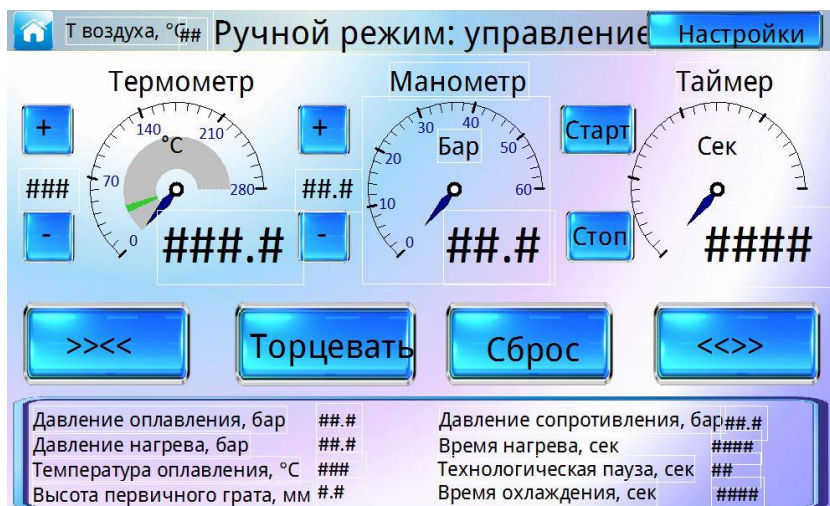 Т воздуха, °C ## Ручной режим: управление Настройки
Термометр Манометр Таймер
+ 140 210 °C + 30 40 Бар 50 Старт Сек
### 70 280 ##.# 20 10 60
- 0 ###.# - 0 ##.# Стоп ####
>><< Торцевать Сброс <<>>
Давление оплавления, бар ##.# Давление сопротивления, бар ##.#
Давление нагрева, бар ##.# Время нагрева, сек ####
Температура оплавления, °C ### Технологическая пауза, сек ##
Высота первичного грата, мм #.# Время охлаждения, сек ####